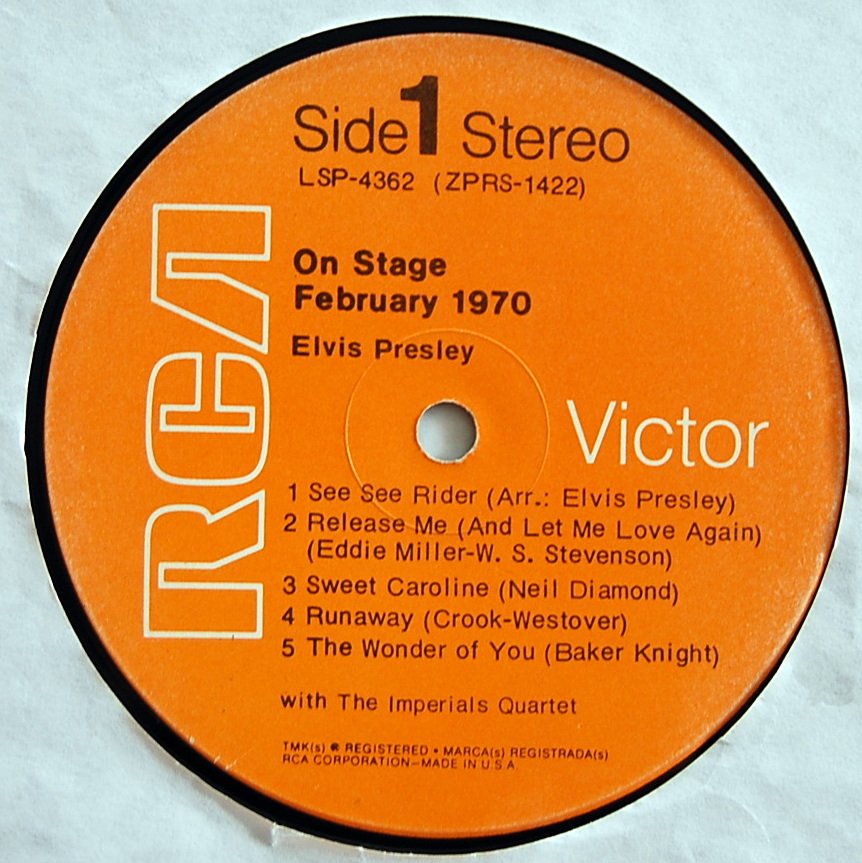 Side 1 Stereo
LSP-4362 (ZPRS-1422)
RCA
On Stage
February 1970
Elvis Presley
Victor
1 See See Rider (Arr.: Elvis Presley)
2 Release Me (And Let Me Love Again)
(Eddie Miller-W. S. Stevenson)
3 Sweet Caroline (Neil Diamond)
4 Runaway (Crook-Westover)
5 The Wonder of You (Baker Knight)
with The Imperials Quartet
TMK(s) ® REGISTERED • MARCA(s) REGISTRADA(s)
RCA CORPORATION—MADE IN U.S.A.